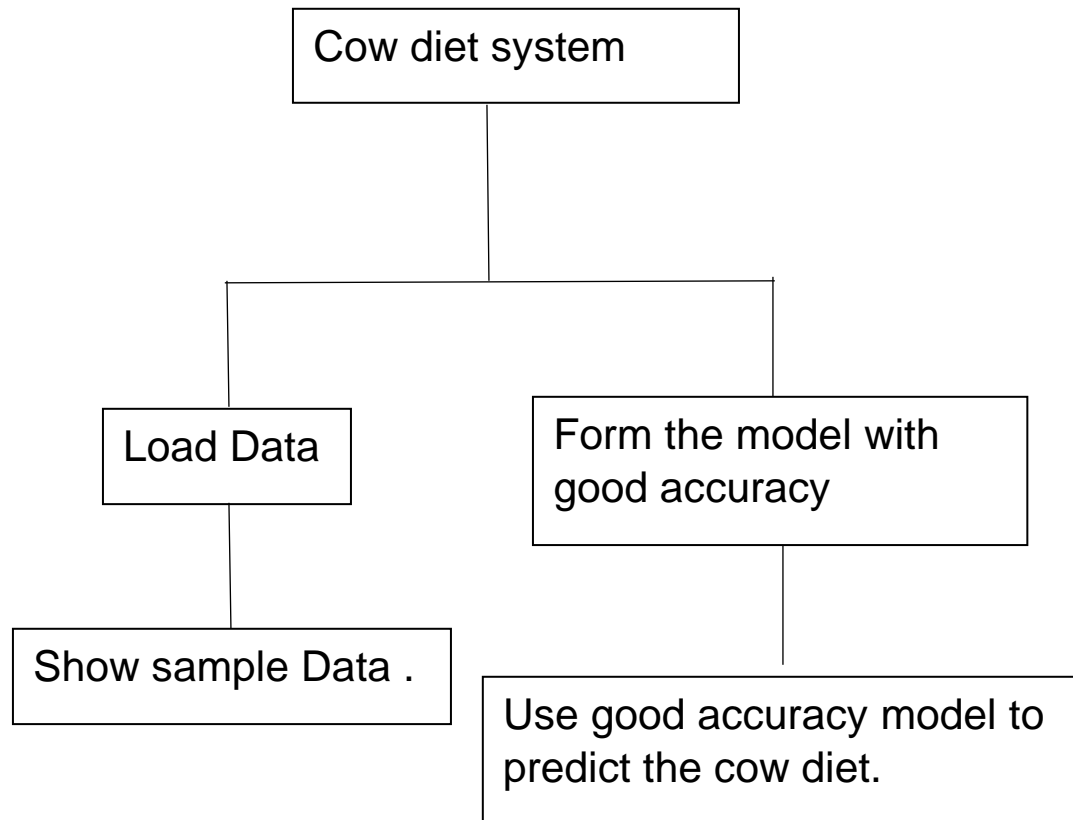 Cow diet system
Load Data
Form the model with
good accuracy
Show sample Data .
Use good accuracy model to
predict the cow diet.